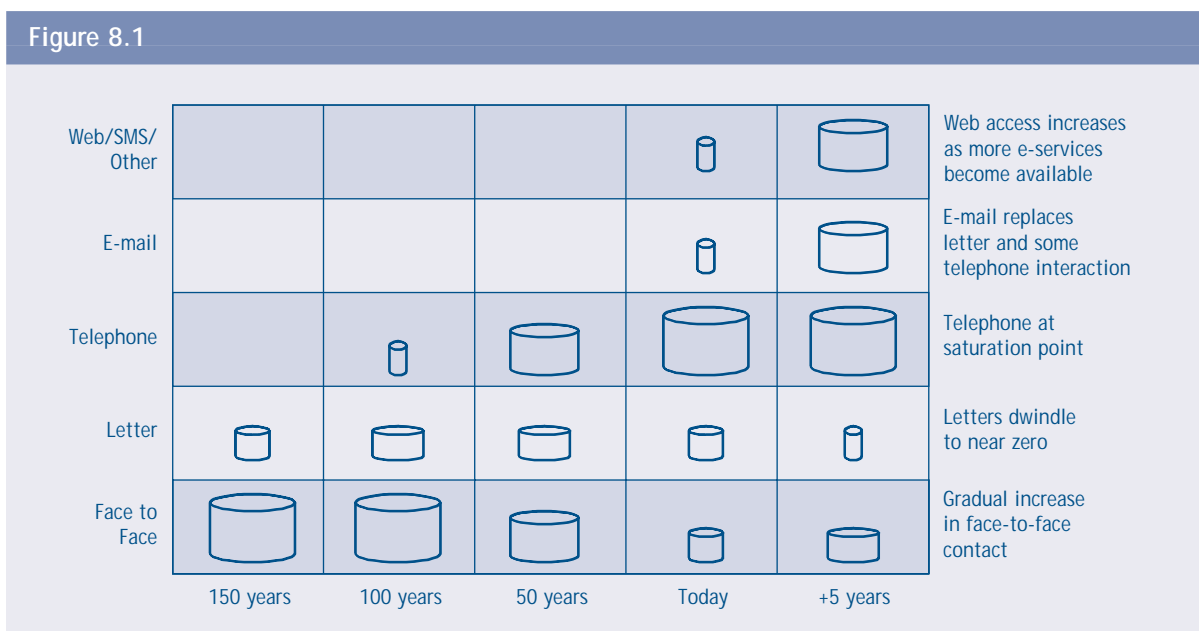 Figure 8.1
Web/SMS/
Other
Web access increases
as more e-services
become available
E-mail
E-mail replaces
letter and some
telephone interaction
Telephone
Telephone at
saturation point
Letter
Letters dwindle
to near zero
Face to
Face
Gradual increase
in face-to-face
contact
150 years
100 years
50 years
Today
+5 years